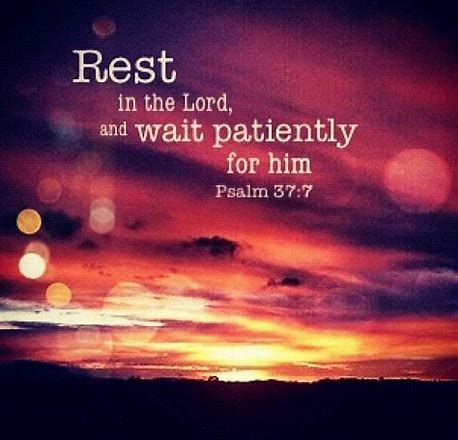 Rest
in the Lord,
and wait patiently
for him
Psalm 37:7